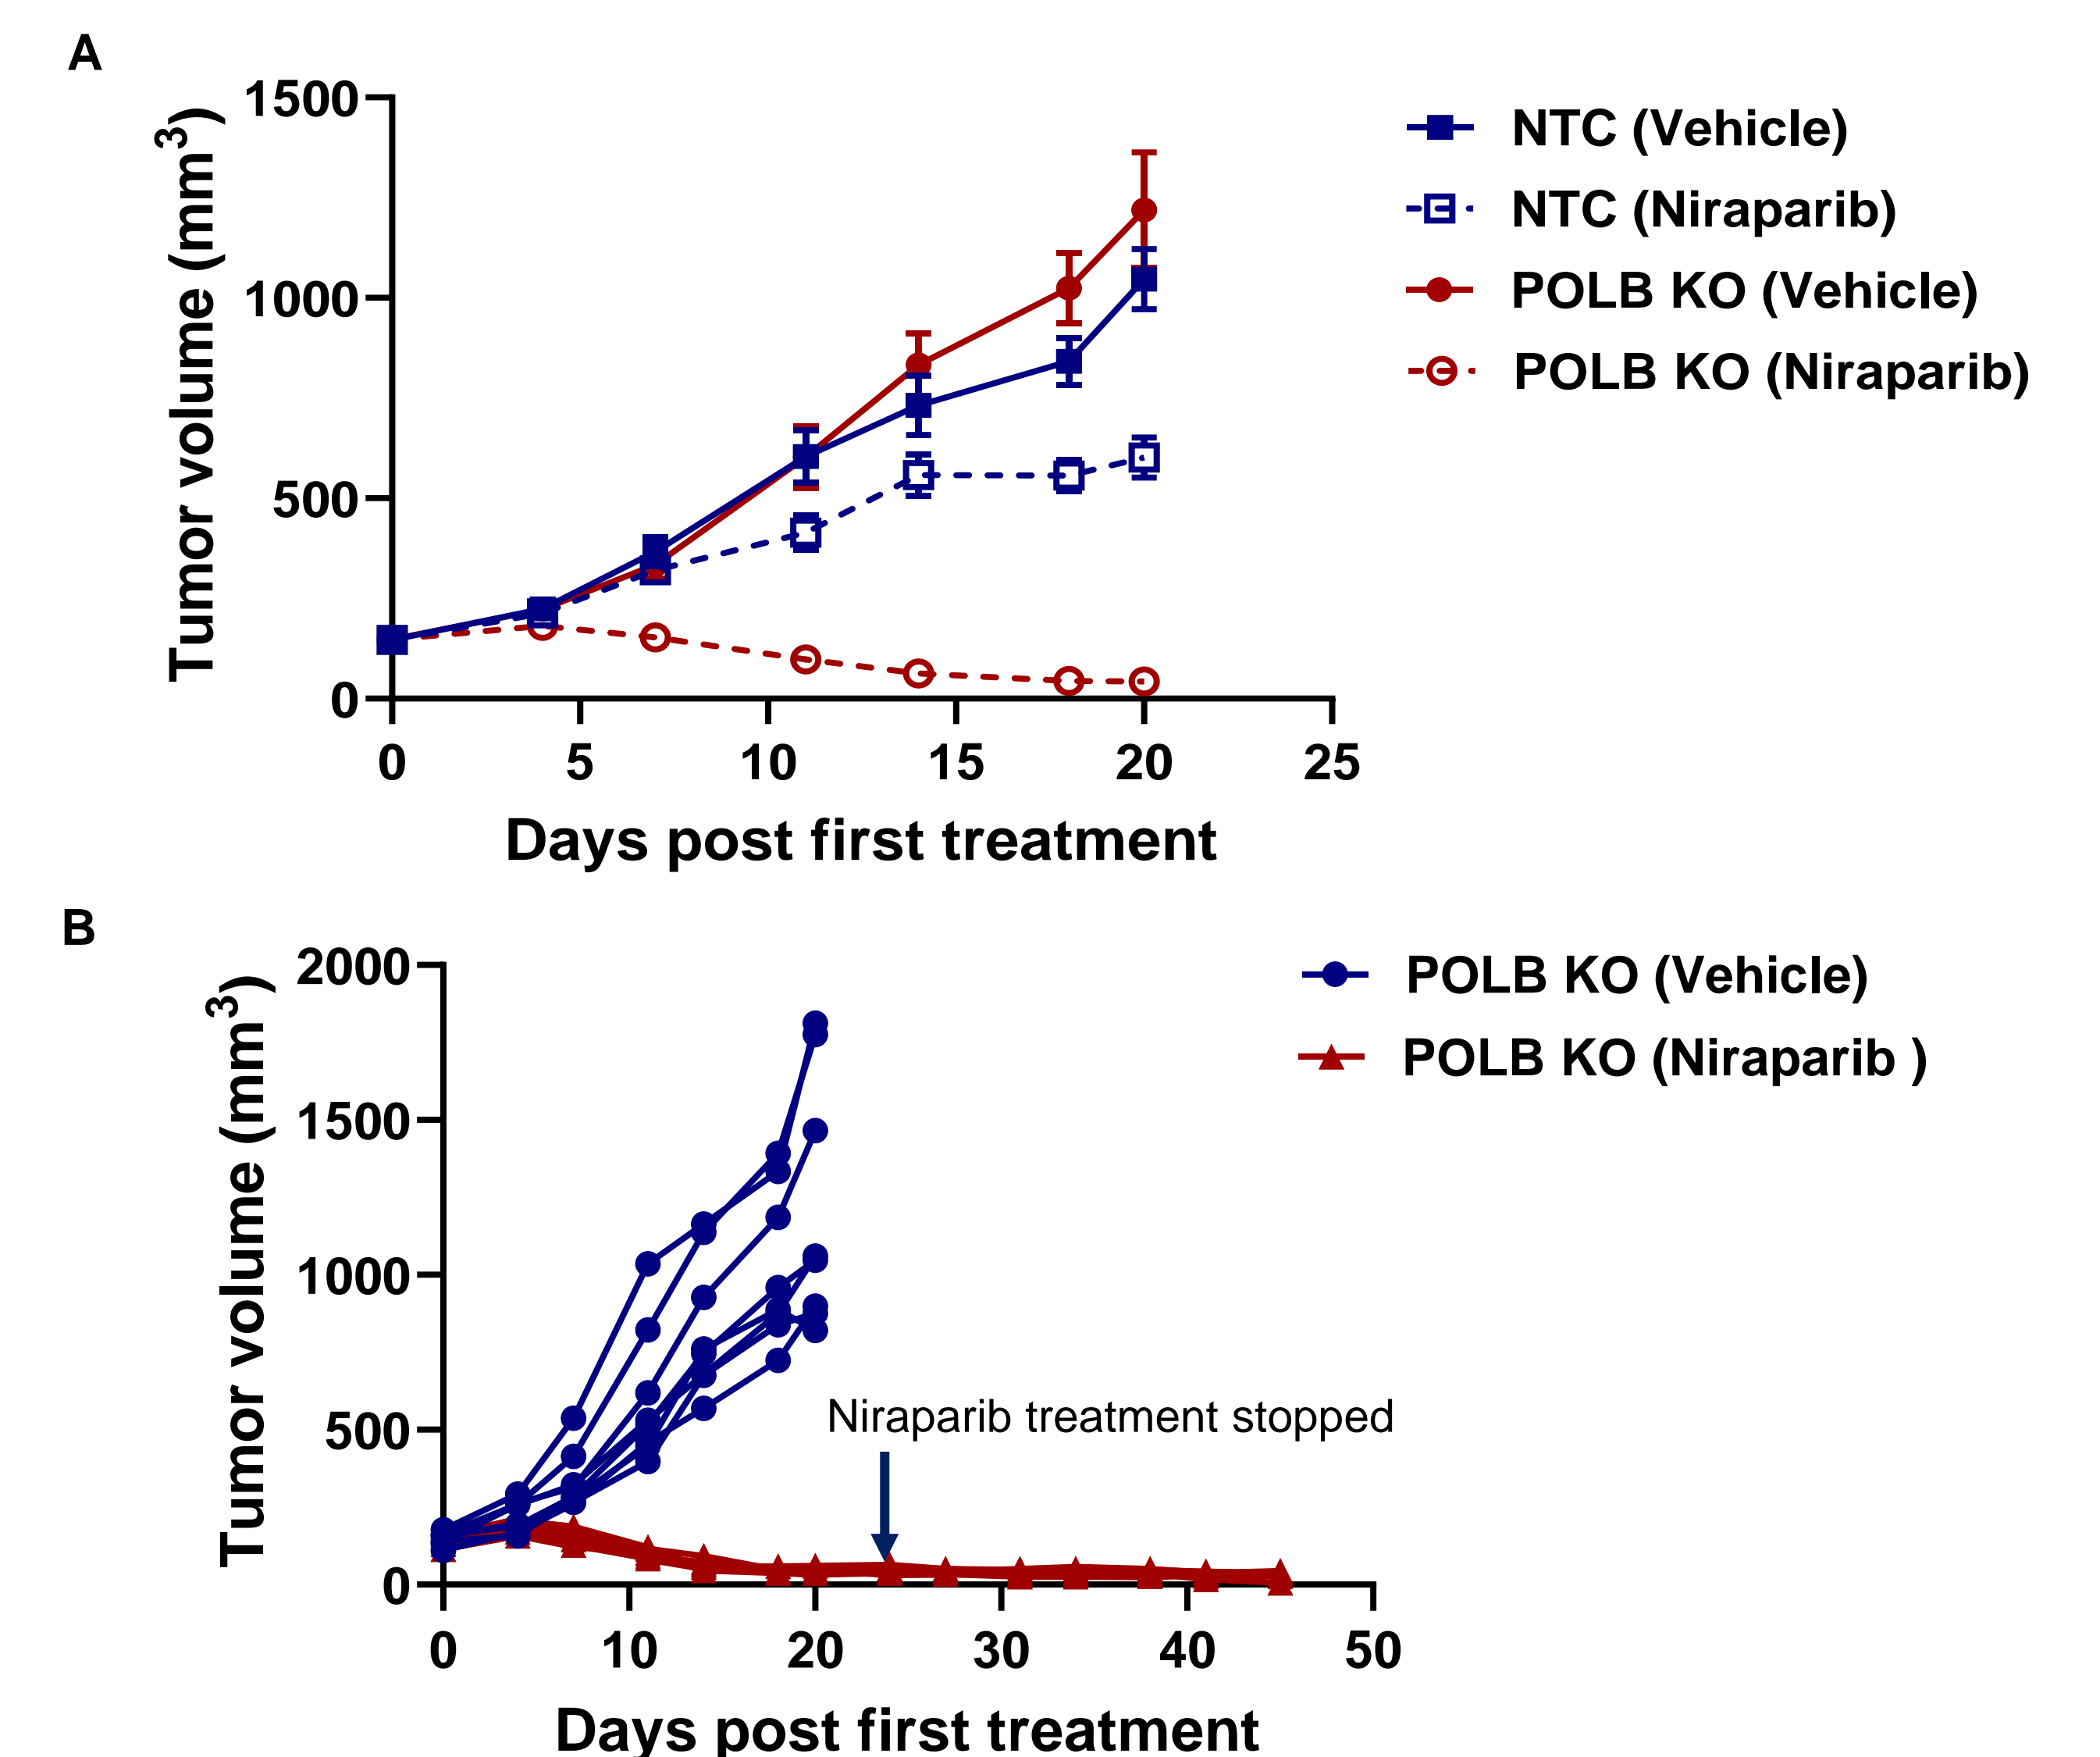 A
1500
1000
500
0
Tumor volume (mm³)
0 5 10 15 20 25
Days post first treatment
NTC (Vehicle)
NTC (Niraparib)
POLB KO (Vehicle)
POLB KO (Niraparib)
B
2000
1500
1000
500
0
Tumor volume (mm³)
POLB KO (Vehicle)
POLB KO (Niraparib )
Niraparib treatment stopped
0 10 20 30 40 50
Days post first treatment